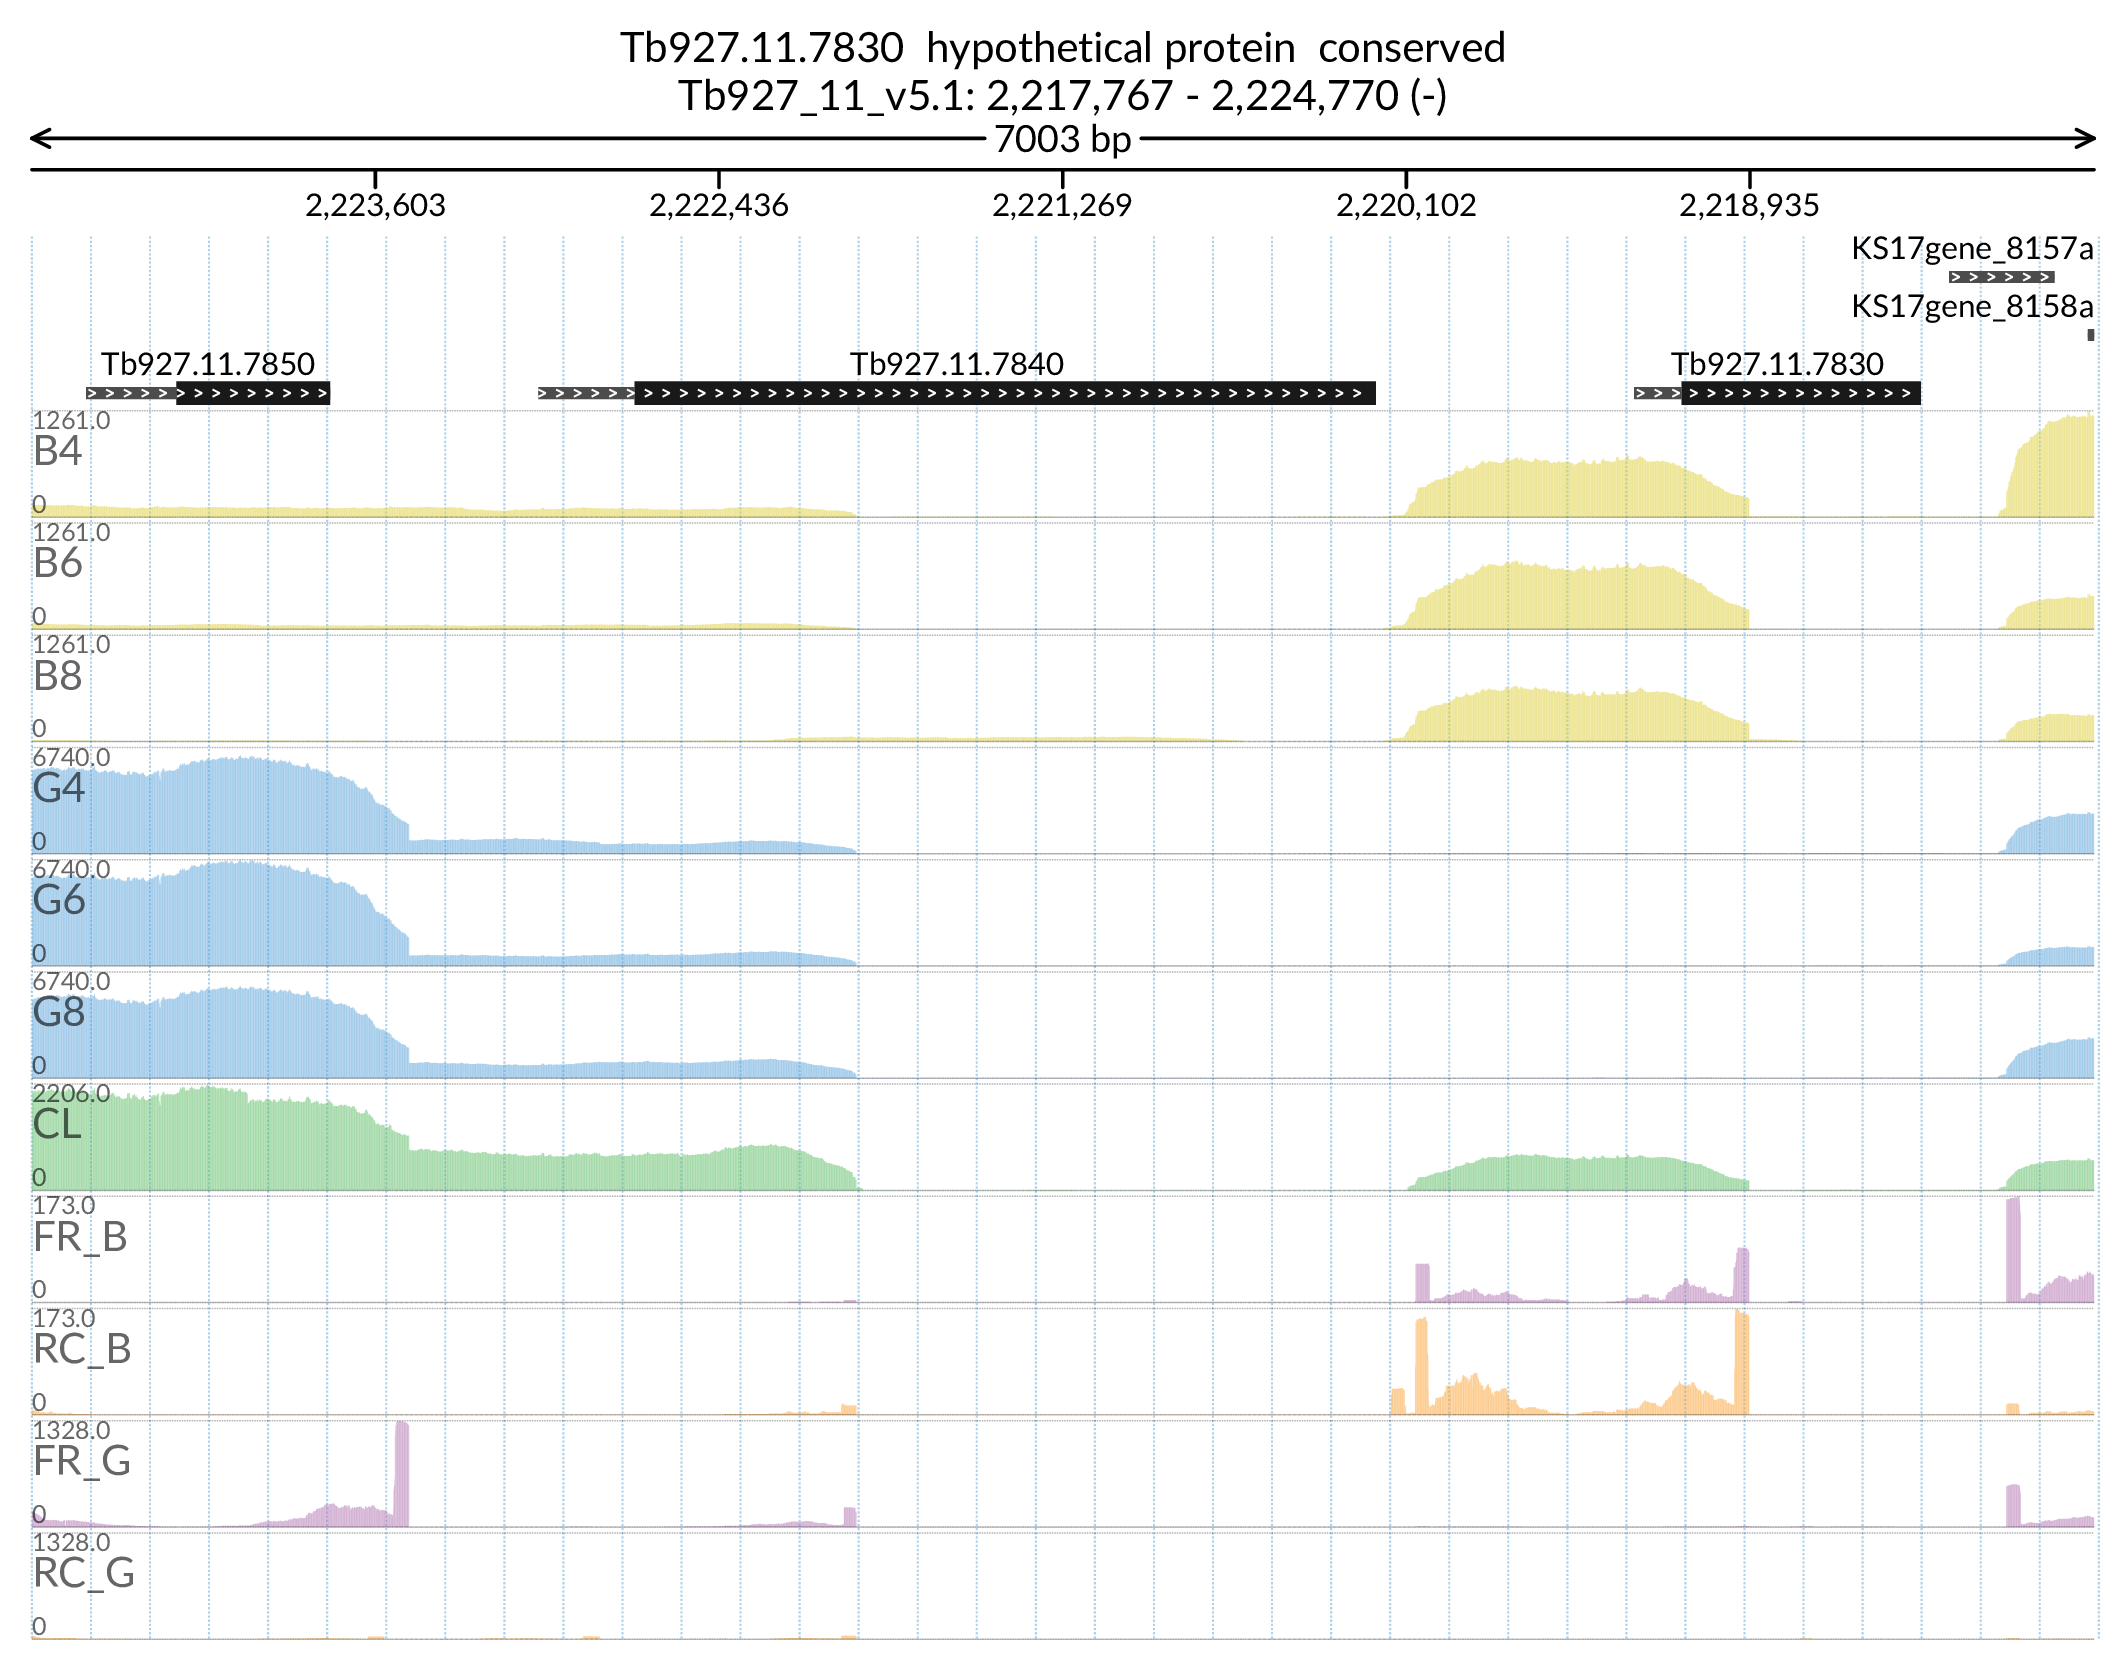 Tb927.11.7830  hypothetical protein  conserved
Tb927_11_v5.1: 2,217,767 - 2,224,770 (-)
7003 bp
2,223,603 2,222,436 2,221,269 2,220,102 2,218,935
KS17gene_8157a
KS17gene_8158a
Tb927.11.7850 Tb927.11.7840 Tb927.11.7830
1261.0
B4
0
1261.0
B6
0
1261.0
B8
0
6740.0
G4
0
6740.0
G6
0
6740.0
G8
0
2206.0
CL
0
173.0
FR_B
0
173.0
RC_B
0
1328.0
FR_G
0
1328.0
RC_G
0